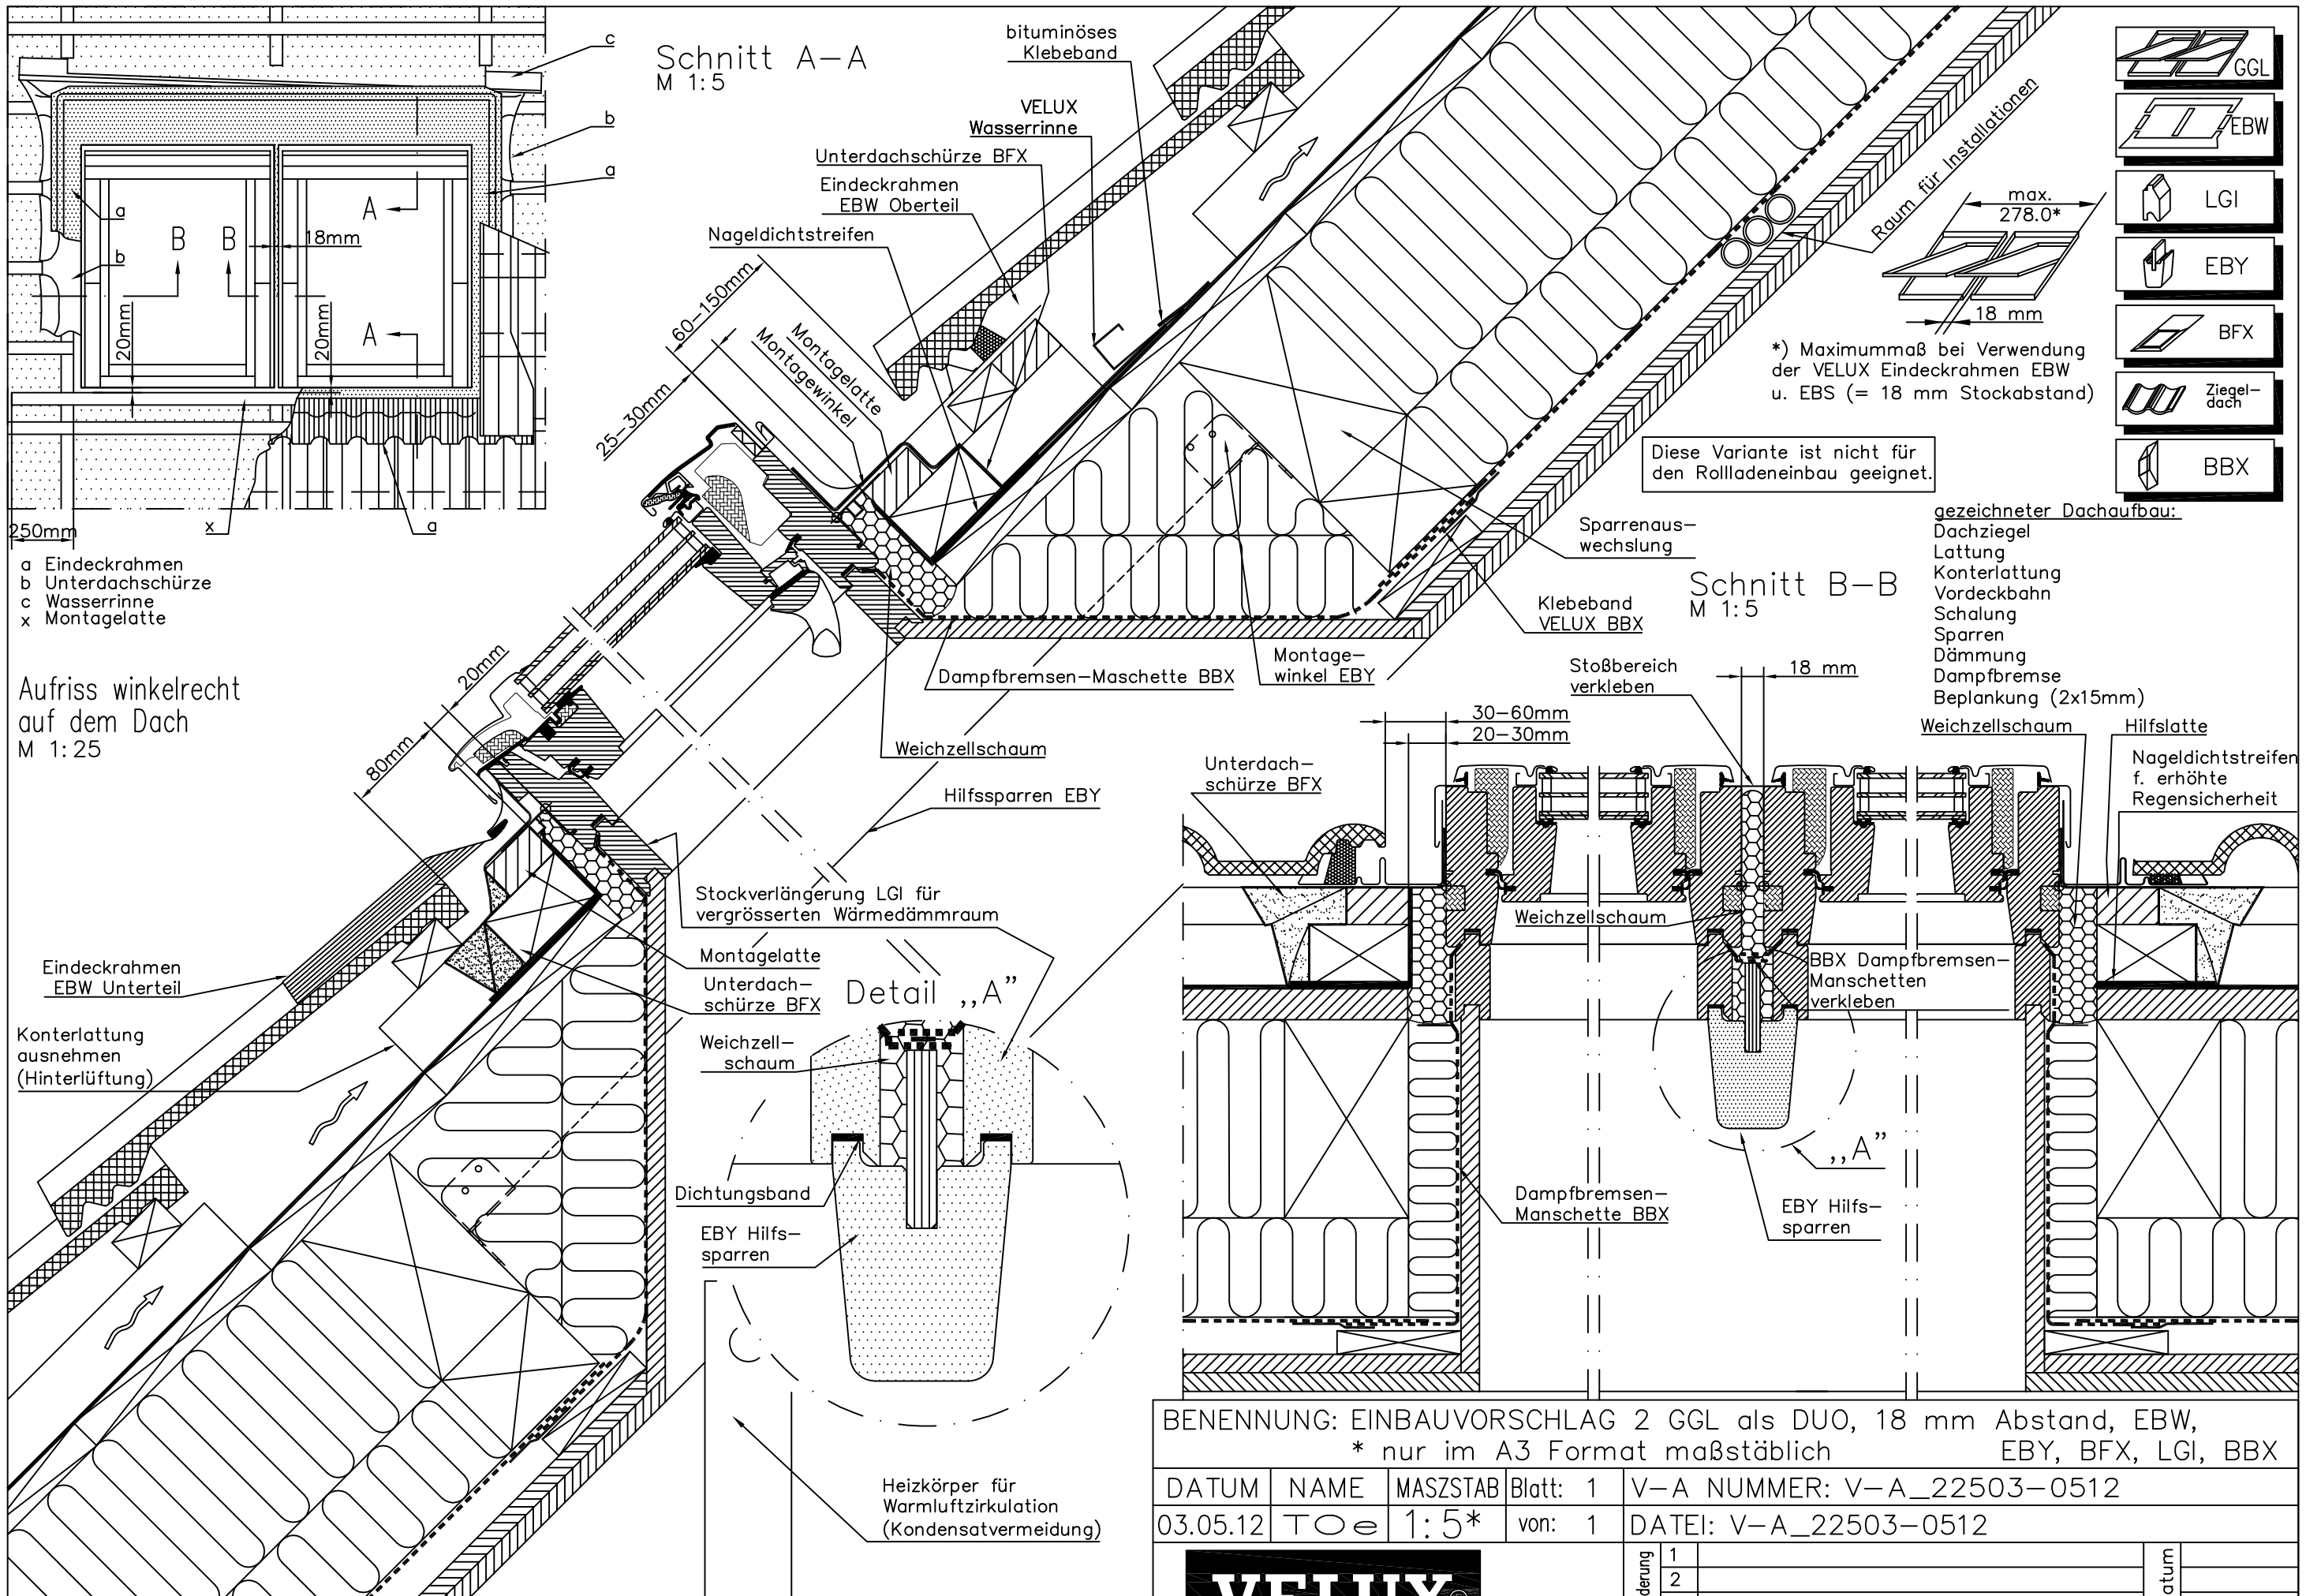 c
b
a
a
b
A
B B
18mm
20mm
20mm
A
250mm
x
a
a Eindeckrahmen
b Unterdachschürze
c Wasserrinne
x Montagelatte
Aufriss winkelrecht
auf dem Dach
M 1:25
Schnitt A-A
M 1:5
bituminöses
Klebeband
VELUX
Wasserrinne
Unterdachschürze BFX
Eindeckrahmen
EBW Oberteil
Nageldichtstreifen
60-150mm
25-30mm
Montagelatte
Montagewinkel
20mm
80mm
Raum für Installationen
max.
278.0*
18 mm
*) Maximummaß bei Verwendung
der VELUX Eindeckrahmen EBW
u. EBS (= 18 mm Stockabstand)
Diese Variante ist nicht für
den Rollladeneinbau geeignet.
GGL
EBW
LGI
EBY
BFX
Ziegel-
dach
BBX
gezeichneter Dachaufbau:
Dachziegel
Lattung
Konterlattung
Vordeckbahn
Schalung
Sparren
Dämmung
Dampfbremse
Beplankung (2x15mm)
Sparrenaus-
wechslung
Klebeband
VELUX BBX
Montage-
winkel EBY
Dampfbremsen-Maschette BBX
Weichzellschaum
Hilfssparren EBY
Stockverlängerung LGI für
vergrösserten Wärmedämmraum
Montagelatte
Unterdach-
schürze BFX
Eindeckrahmen
EBW Unterteil
Konterlattung
ausnehmen
(Hinterlüftung)
Detail ,,A”
Weichzell-
schaum
Dichtungsband
EBY Hilfs-
sparren
Heizkörper für
Warmluftzirkulation
(Kondensatvermeidung)
Schnitt B-B
M 1:5
Stoßbereich
verkleben
18 mm
30-60mm
20-30mm
Unterdach-
schürze BFX
Weichzellschaum
Hilfslatte
Nageldichtstreifen
f. erhöhte
Regensicherheit
Weichzellschaum
BBX Dampfbremsen-
Manschetten
verkleben
,,A”
Dampfbremsen-
Manschette BBX
EBY Hilfs-
sparren
BENENNUNG: EINBAUVORSCHLAG 2 GGL als DUO, 18 mm Abstand, EBW,
* nur im A3 Format maßstäblich EBY, BFX, LGI, BBX
DATUM NAME MASZSTAB Blatt: 1 V-A NUMMER: V-A_22503-0512
03.05.12 TOe 1:5* von: 1 DATEI: V-A_22503-0512
VELUX®
1
2